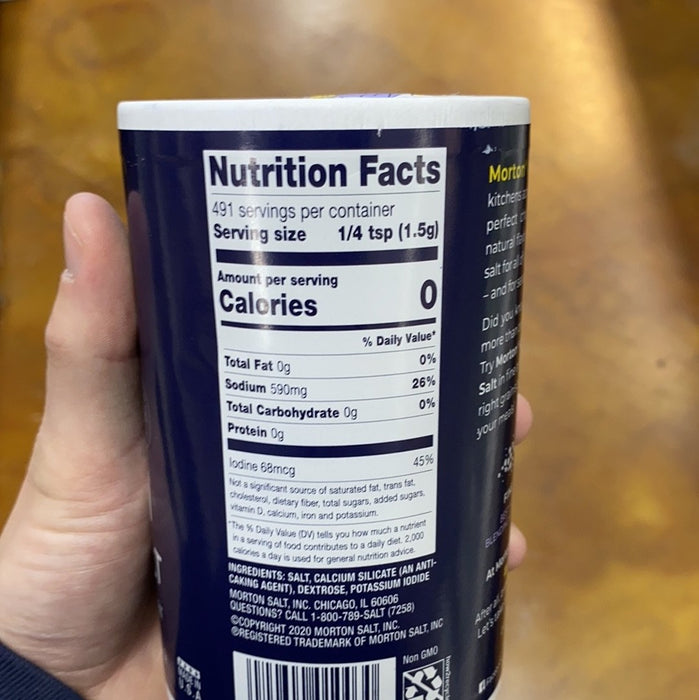 Nutrition Facts
491 servings per container
Serving size 1/4 tsp (1.5g)
Amount per serving
Calories 0
% Daily Value*
Total Fat 0g 0%
Sodium 590mg 26%
Total Carbohydrate 0g 0%
Protein 0g
Iodine 68mcg 45%
Not a significant source of saturated fat, trans fat,
cholesterol, dietary fiber, total sugars, added sugars,
vitamin D, calcium, iron and potassium.
*The % Daily Value (DV) tells you how much a nutrient
in a serving of food contributes to a daily diet. 2,000
calories a day is used for general nutrition advice.
INGREDIENTS: SALT, CALCIUM SILICATE (AN ANTI-
CAKING AGENT), DEXTROSE, POTASSIUM IODIDE
MORTON SALT, INC. CHICAGO, IL 60606
QUESTIONS? CALL 1-800-789-SALT (7258)
©COPYRIGHT 2020 MORTON SALT, INC.
®REGISTERED TRADEMARK OF MORTON SALT, INC
Non GMO
Morton
kitchens
perfect
natural
salt for
– and for
Did you
more than
Try Morton
Salt in
right
your meals